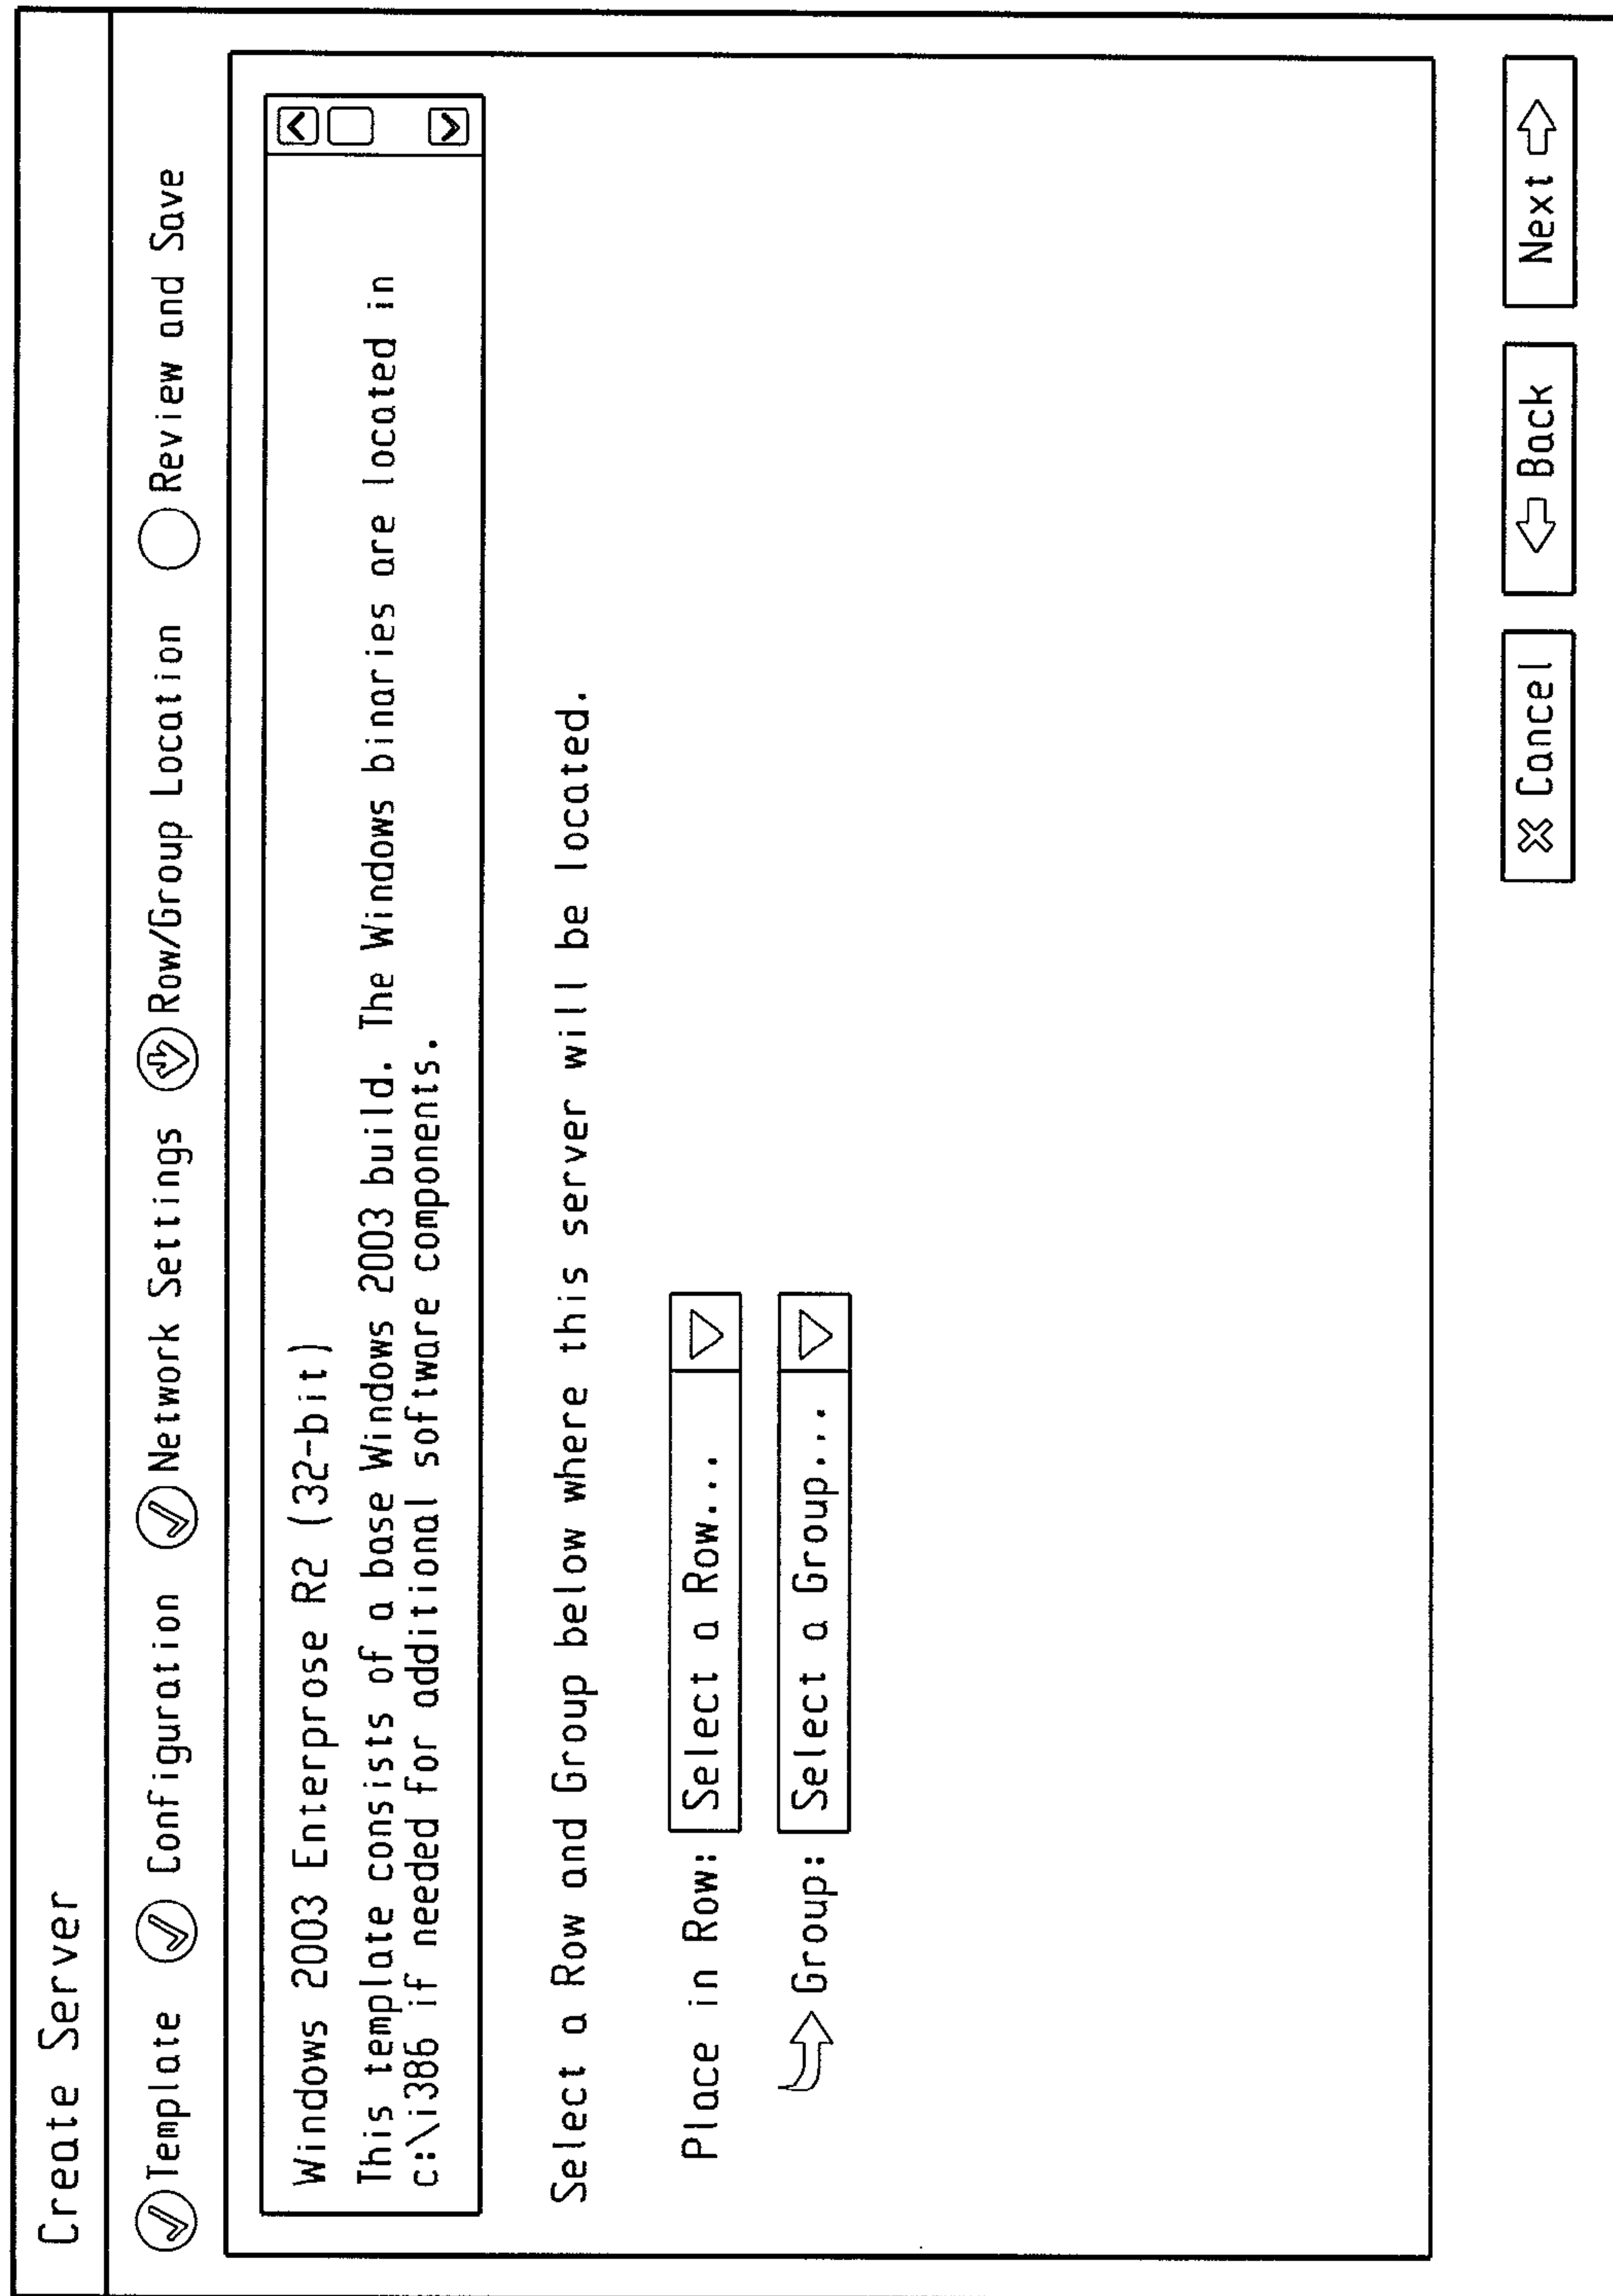 Create Server
Template Configuration Network Settings Row/Group Location Review and Save
Windows 2003 Enterprose R2 (32-bit)
This template consists of a base Windows 2003 build. The Windows binaries are located in
c:\i386 if needed for additional software components.
Select a Row and Group below where this server will be located.
Place in Row: Select a Row...
Group: Select a Group...
Cancel Back Next